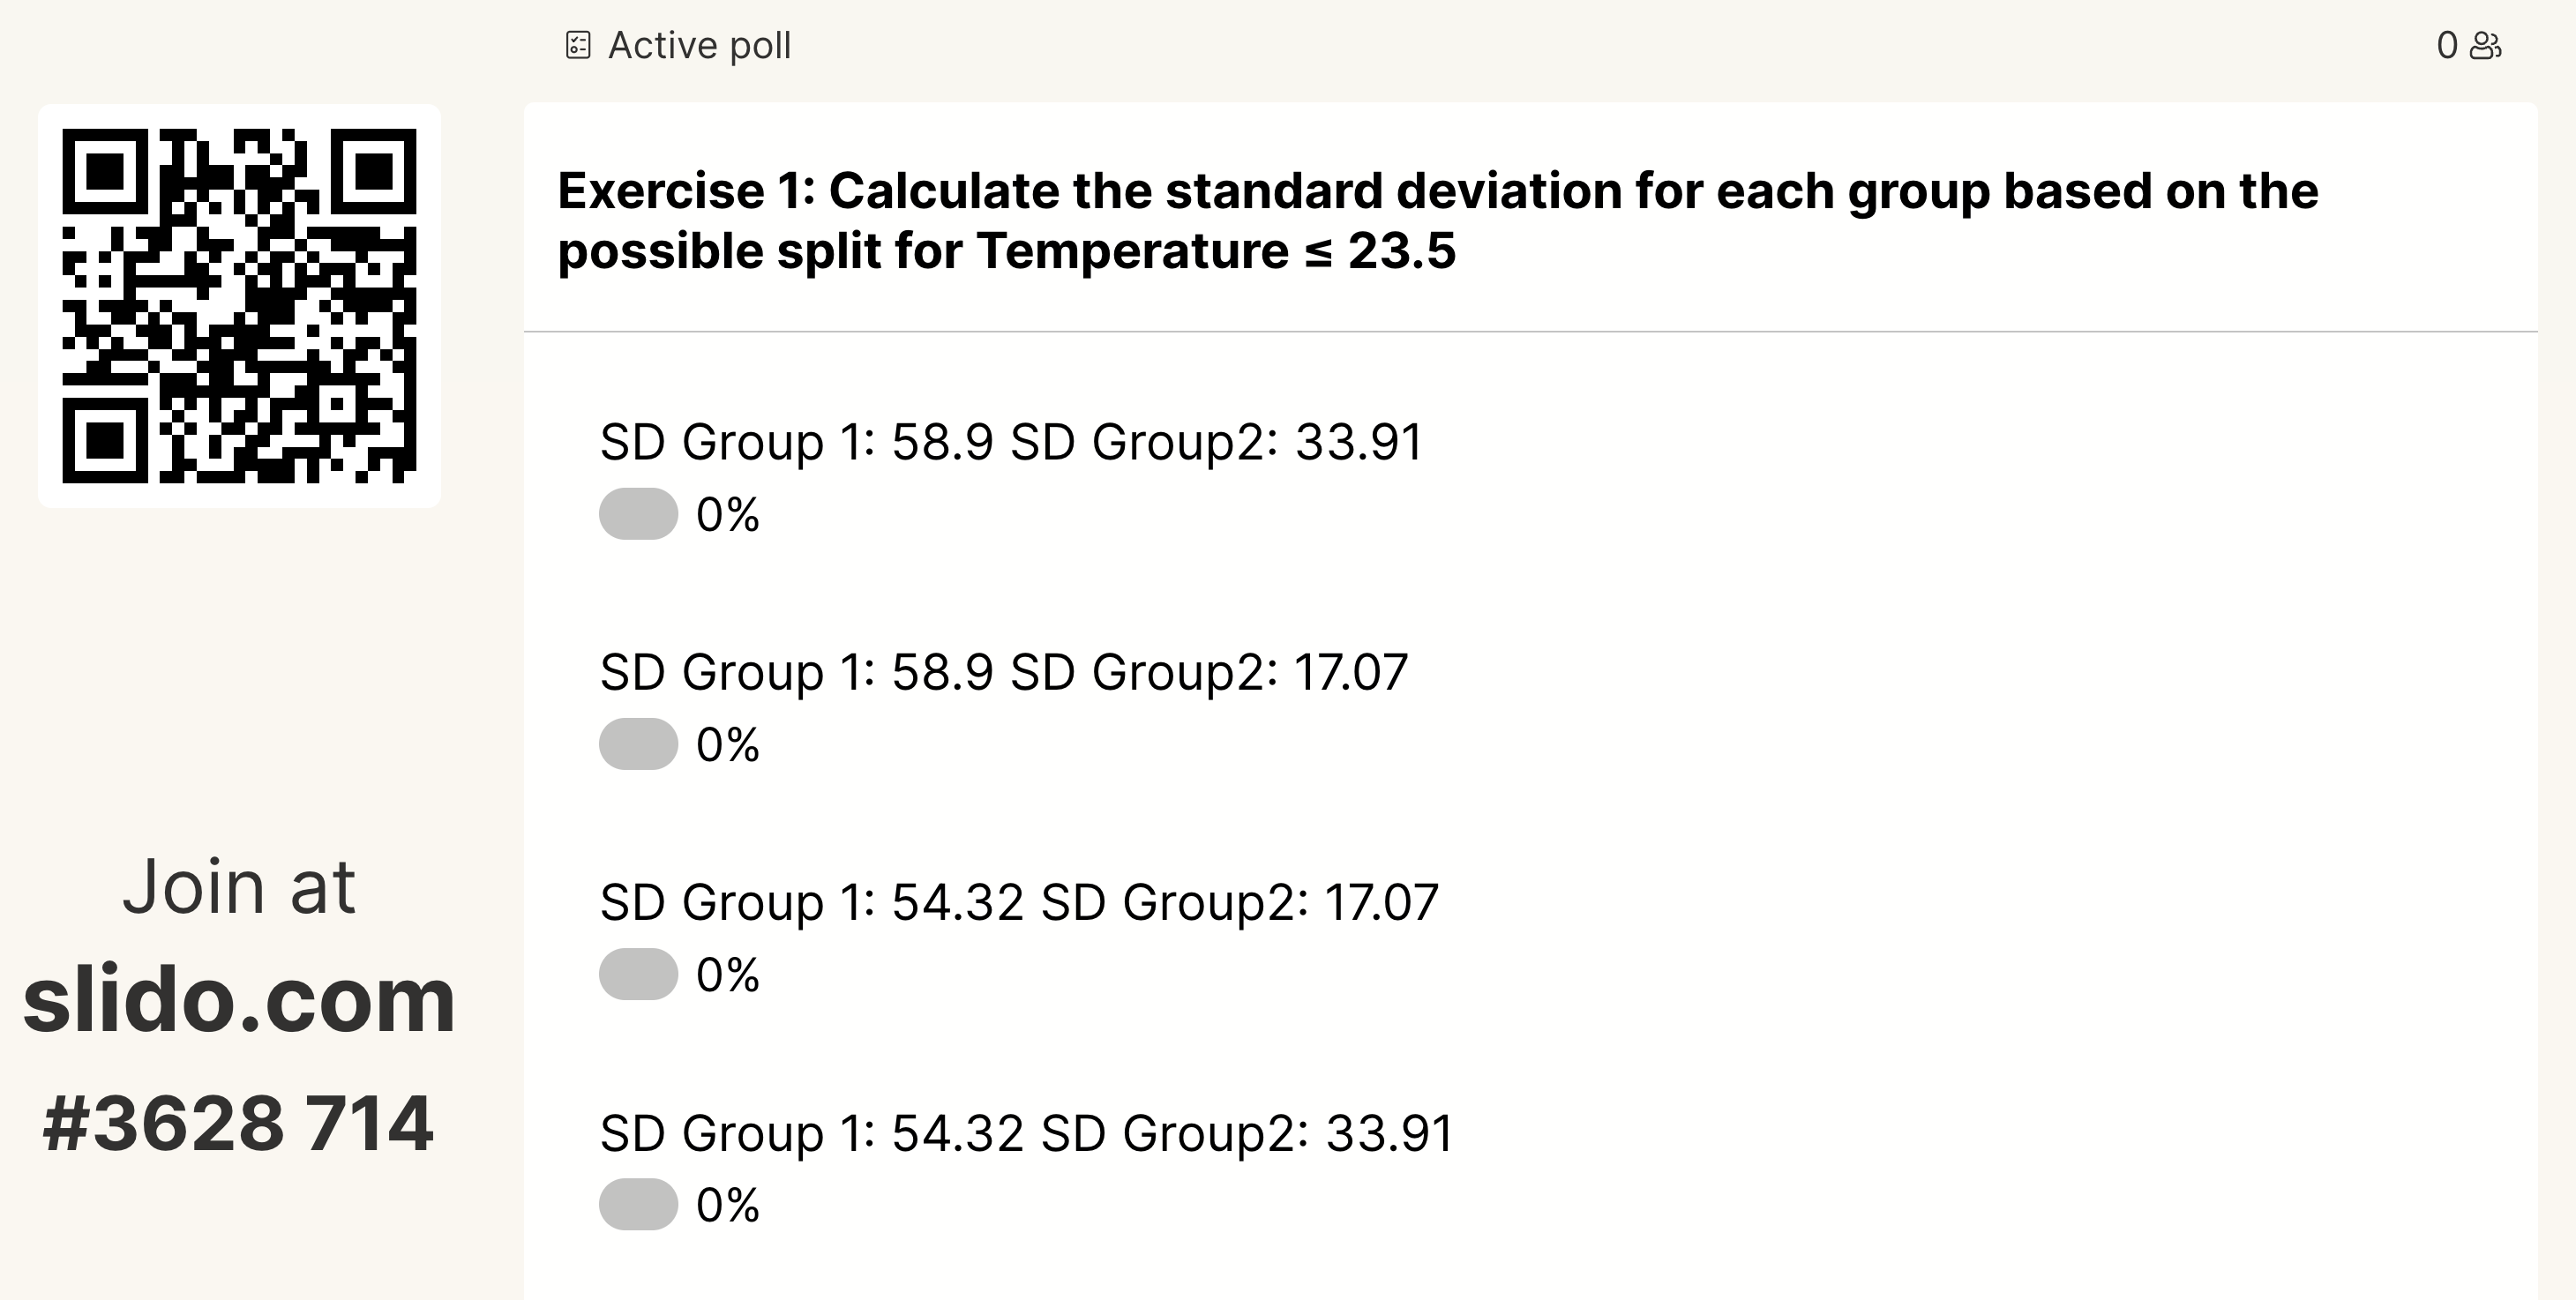 Active poll
0
Exercise 1: Calculate the standard deviation for each group based on the
possible split for Temperature ≤ 23.5
SD Group 1: 58.9 SD Group2: 33.91
0%
SD Group 1: 58.9 SD Group2: 17.07
0%
SD Group 1: 54.32 SD Group2: 17.07
0%
SD Group 1: 54.32 SD Group2: 33.91
0%
Join at
slido.com
#3628 714